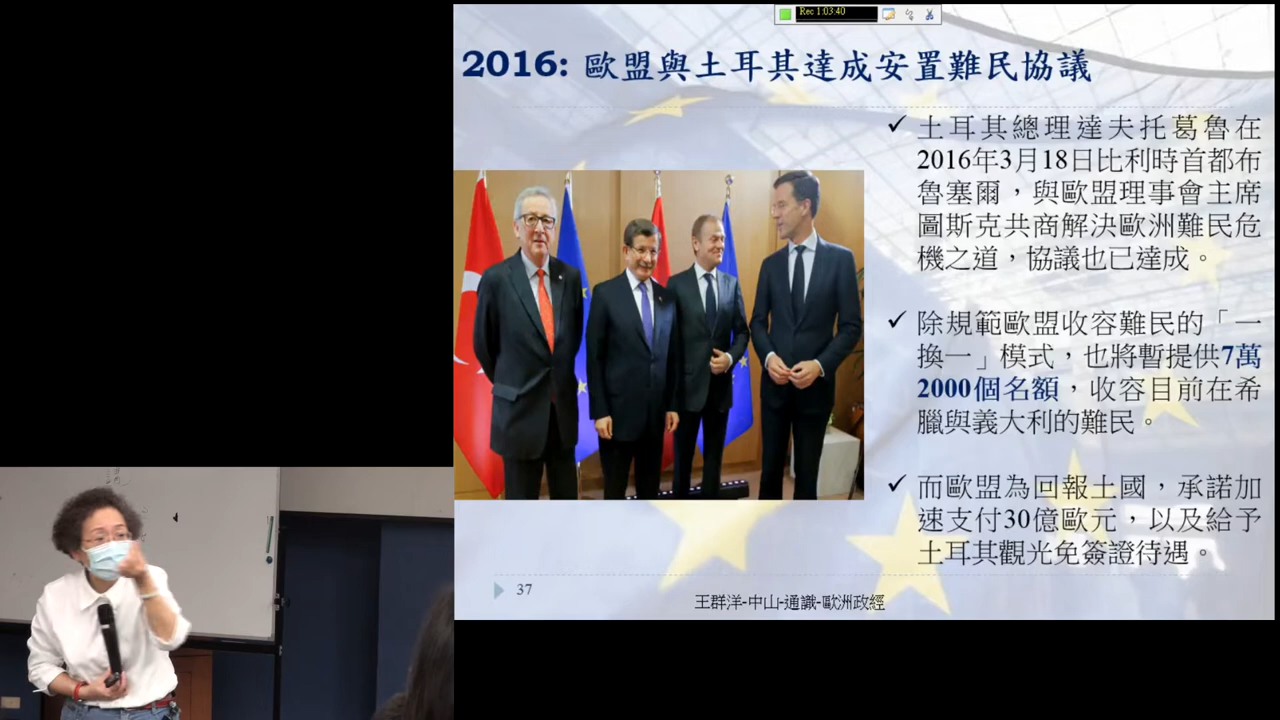 Rec 1:03:40
2016: 歐盟與土耳其達成安置難民協議
✓ 土耳其總理達夫托葛魯在
2016年3月18日比利時首都布
魯塞爾，與歐盟理事會主席
圖斯克共商解決歐洲難民危
機之道，協議也已達成。
✓ 除規範歐盟收容難民的「一
換一」模式，也將暫提供7萬
2000個名額，收容目前在希
臘與義大利的難民。
✓ 而歐盟為回報土國，承諾加
速支付30億歐元，以及給予
土耳其觀光免簽證待遇。
37
王群洋-中山-通識-歐洲政經